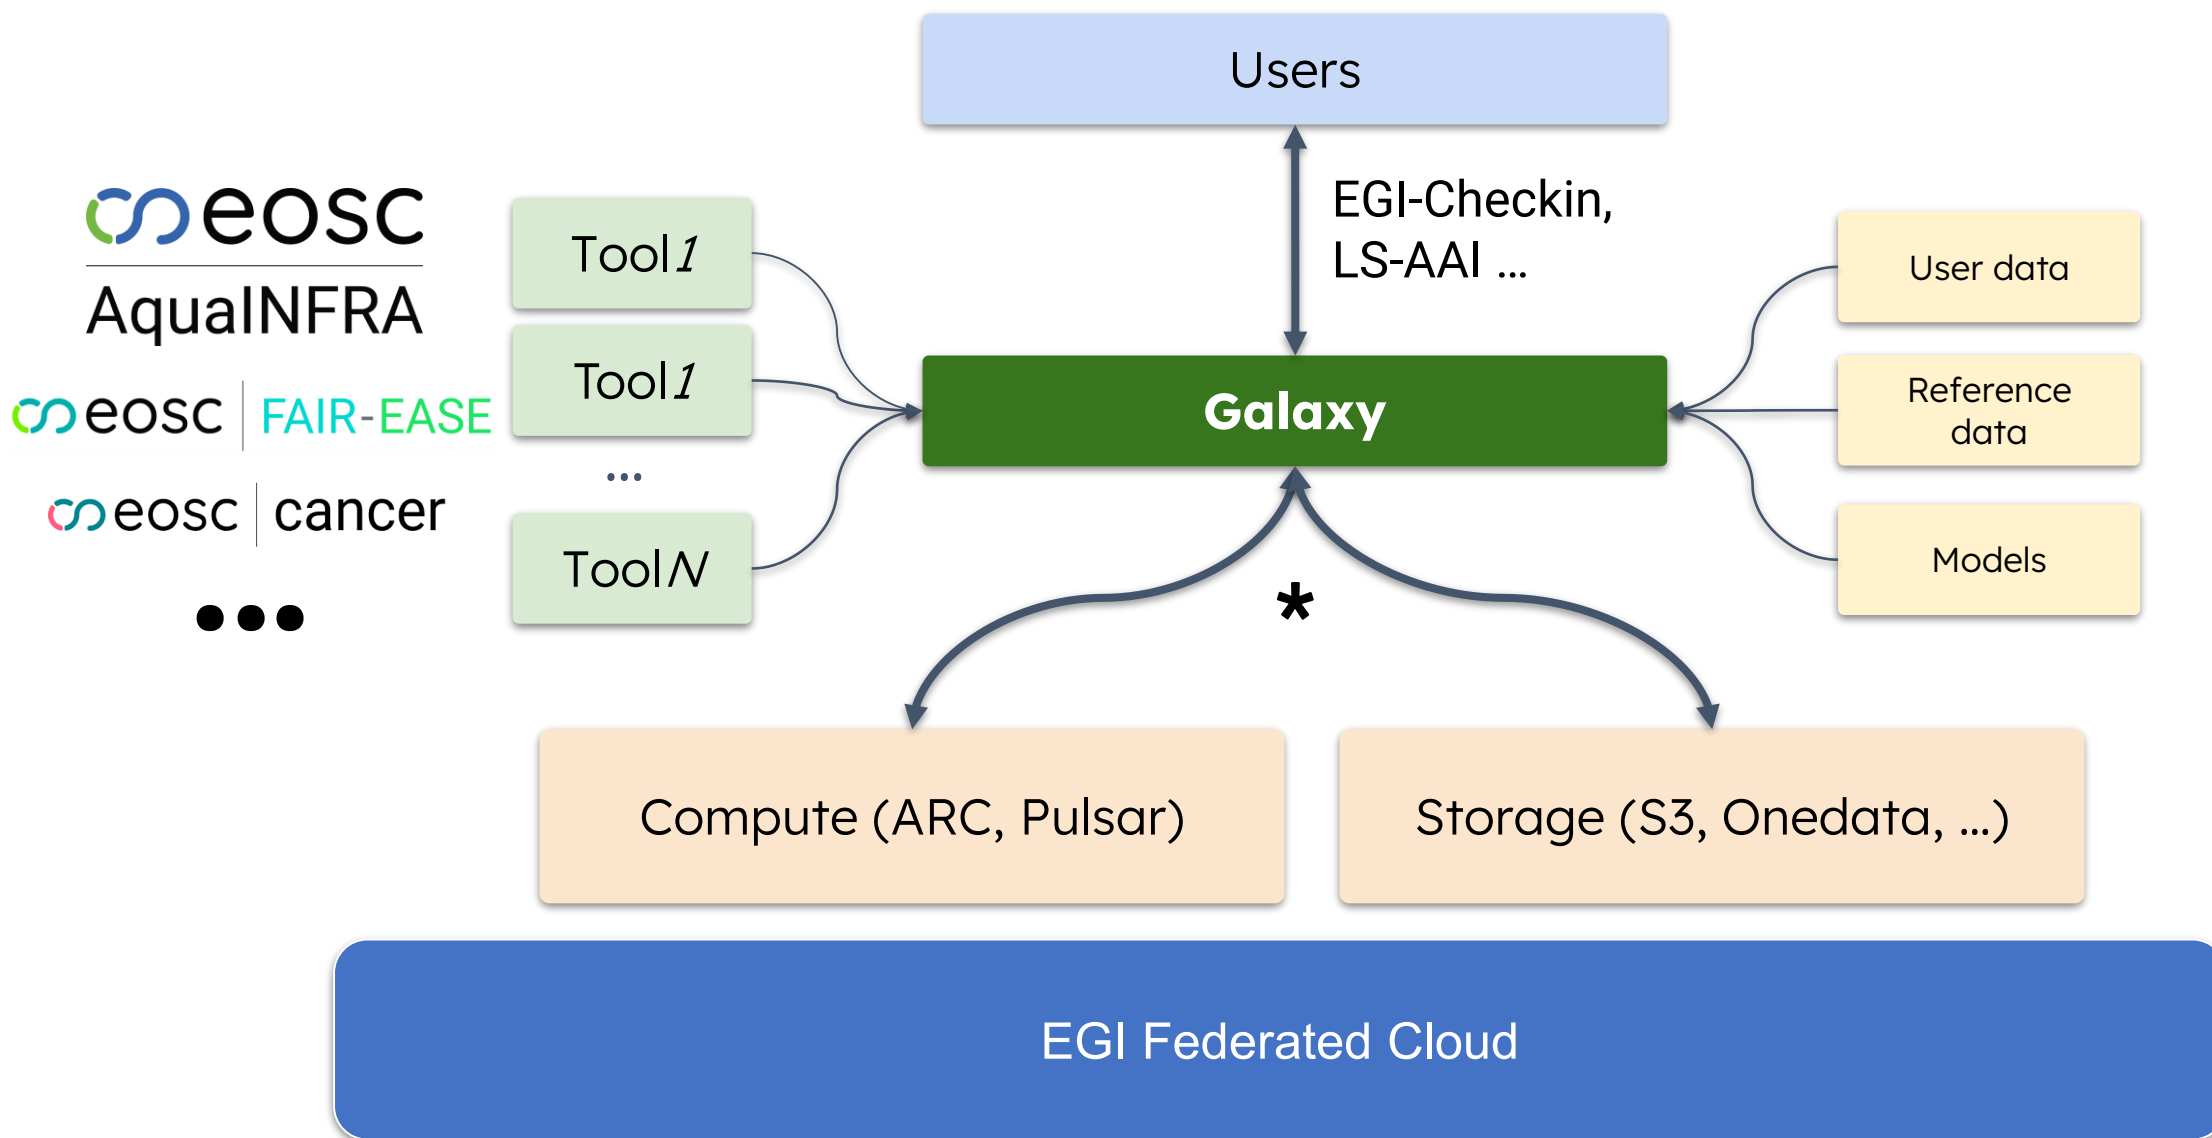 Users
EGI-Checkin,
LS-AAI ...
eosc
AquaINFRA
eosc | FAIR-EASE
eosc | cancer
...
Tool 1
Tool 1
...
Tool N
Galaxy
User data
Reference
data
Models
*
Compute (ARC, Pulsar)
Storage (S3, Onedata, ...)
EGI Federated Cloud